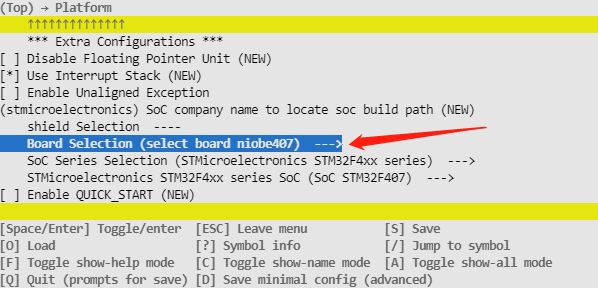 (Top) → Platform
↑↑↑↑↑↑↑↑↑↑↑↑↑↑
*** Extra Configurations ***
[ ] Disable Floating Pointer Unit (NEW)
[*] Use Interrupt Stack (NEW)
[ ] Enable Unaligned Exception
(stmicroelectronics) SoC company name to locate soc build path (NEW)
shield Selection  ----
Board Selection (select board niobe407)  --->
SoC Series Selection (STMicroelectronics STM32F4xx series)  --->
STMicroelectronics STM32F4xx series SoC (SoC STM32F407)  --->
[ ] Enable QUICK_START (NEW)
[Space/Enter] Toggle/enter  [ESC] Leave menu  [S] Save
[O] Load  [?] Symbol info  [/] Jump to symbol
[F] Toggle show-help mode  [C] Toggle show-name mode  [A] Toggle show-all mode
[Q] Quit (prompts for save)  [D] Save minimal config (advanced)